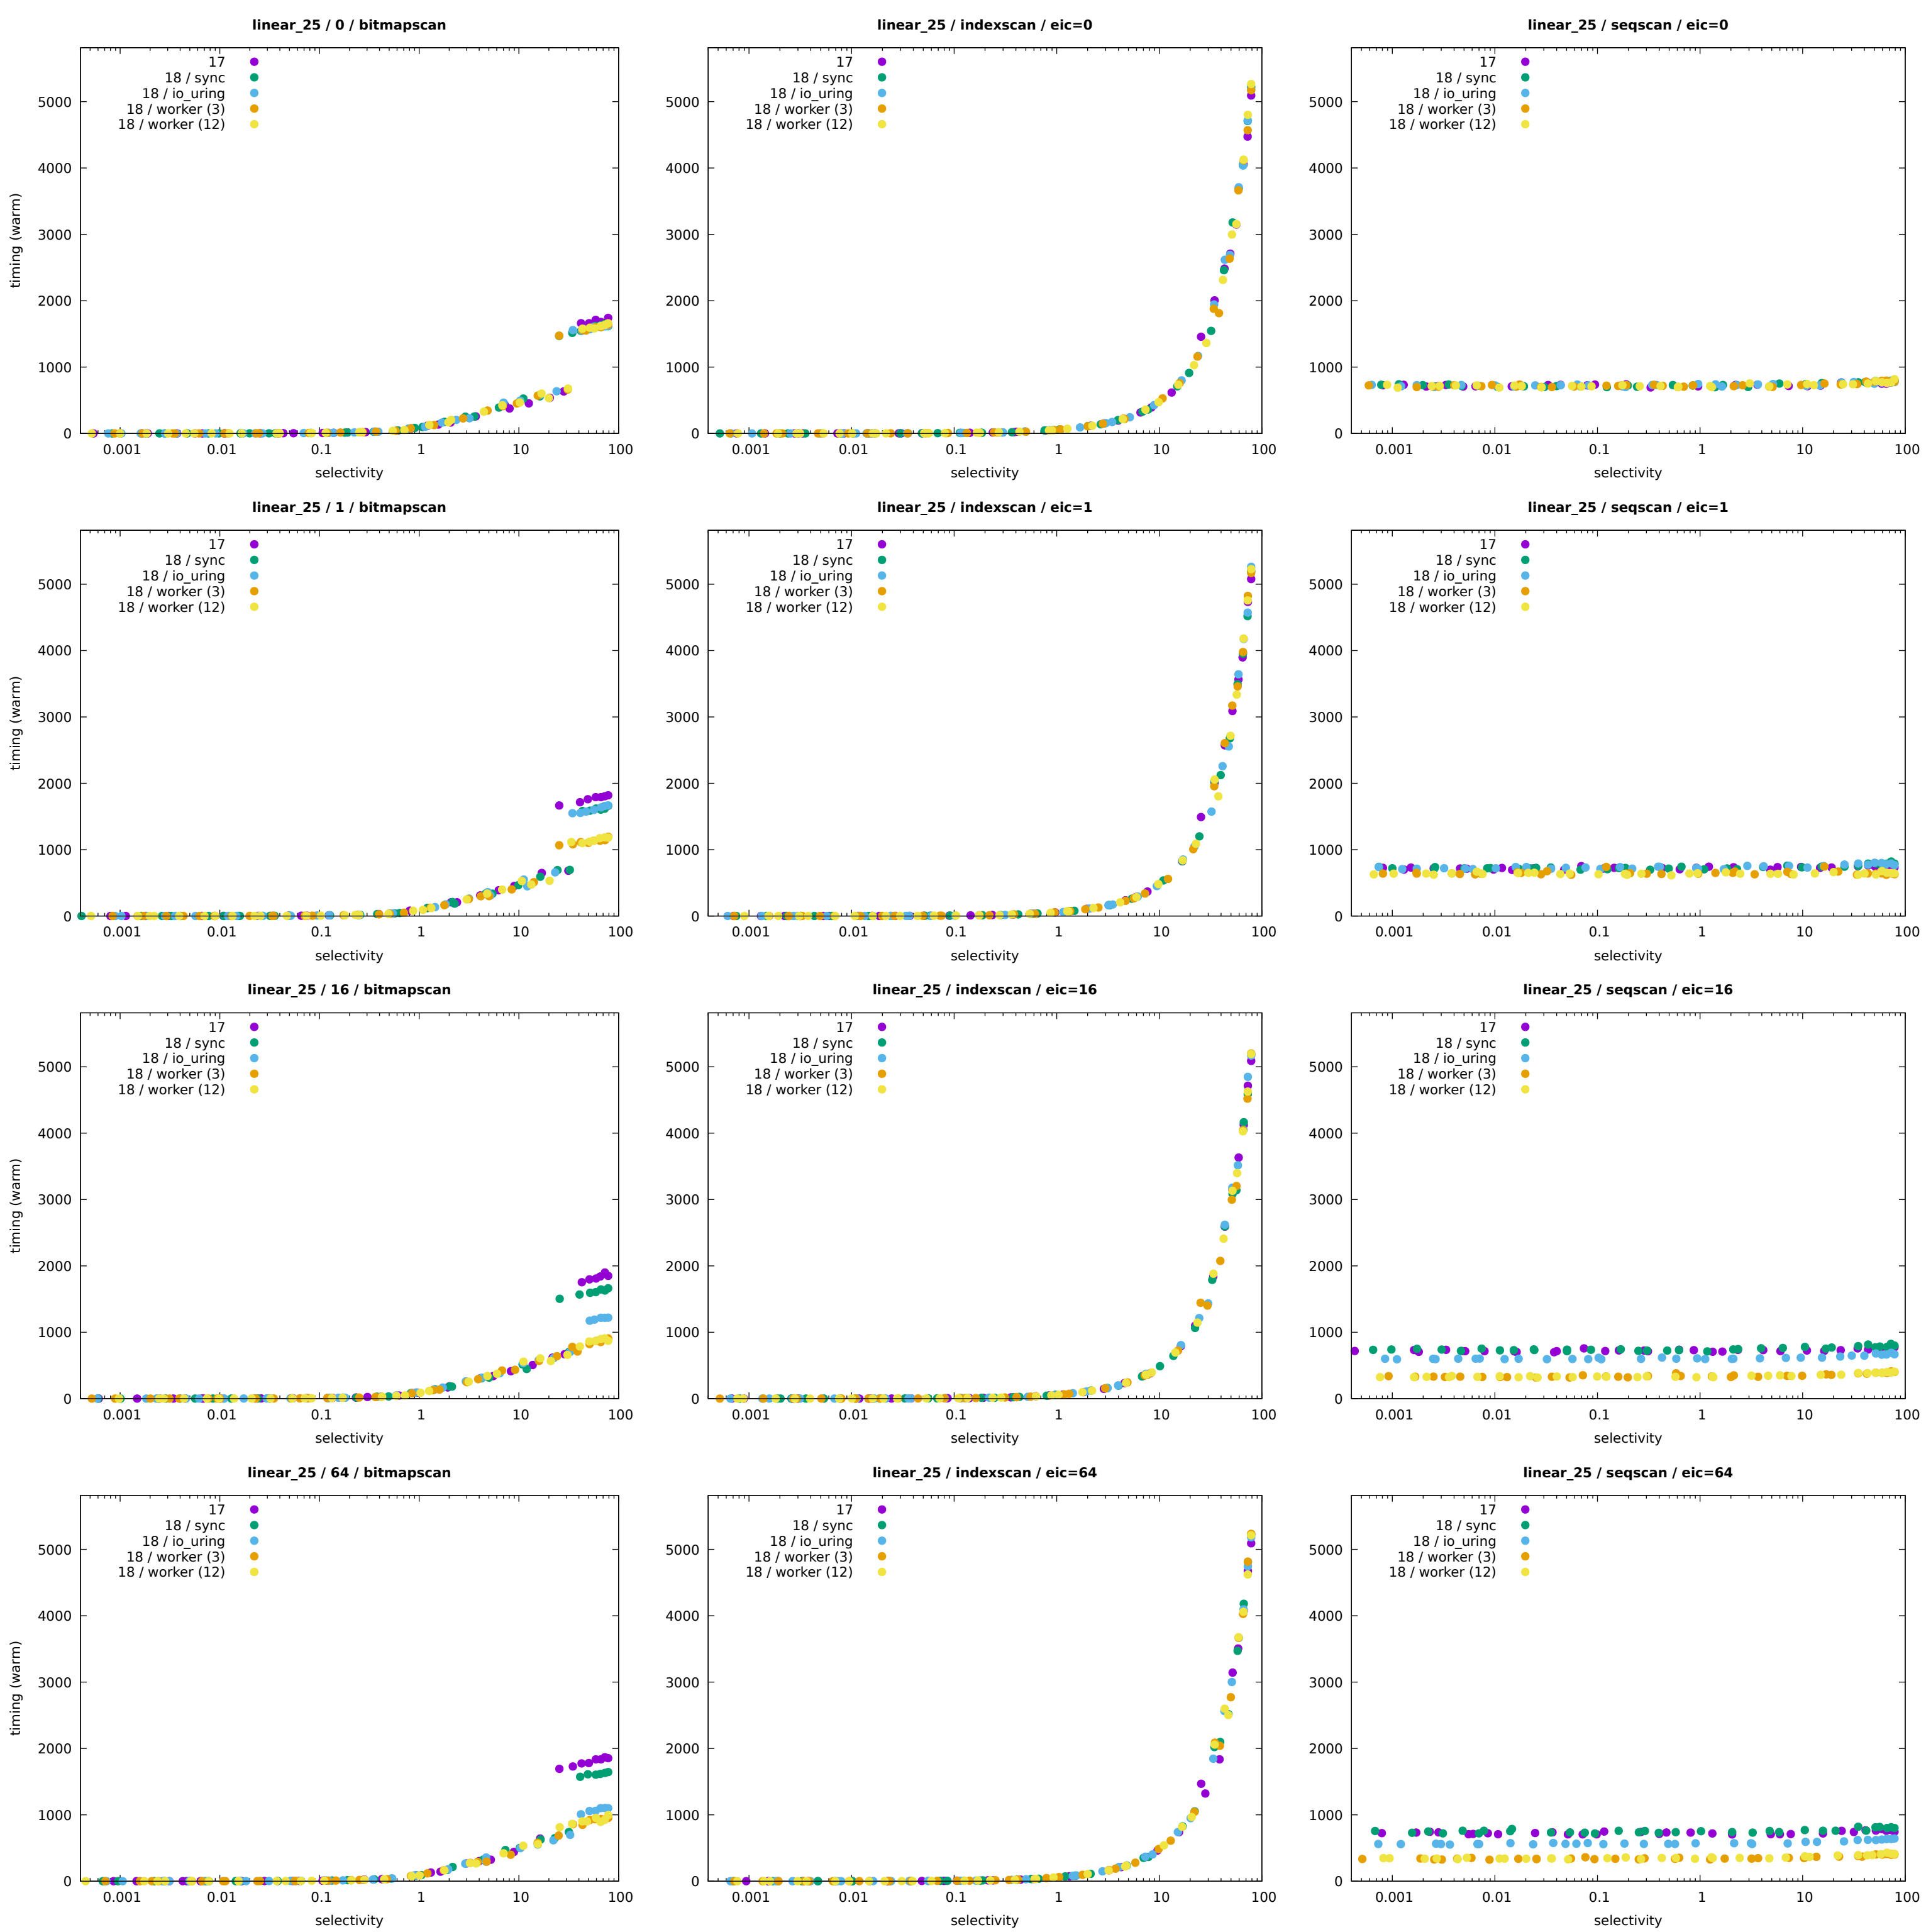 linear_25 / 0 / bitmapscan
17
18 / sync
18 / io_uring
18 / worker (3)
18 / worker (12)
5000
4000
3000
2000
1000
0
timing (warm)
0.001 0.01 0.1 1 10 100
selectivity
linear_25 / indexscan / eic=0
17
18 / sync
18 / io_uring
18 / worker (3)
18 / worker (12)
5000
4000
3000
2000
1000
0
0.001 0.01 0.1 1 10 100
selectivity
linear_25 / seqscan / eic=0
17
18 / sync
18 / io_uring
18 / worker (3)
18 / worker (12)
5000
4000
3000
2000
1000
0
0.001 0.01 0.1 1 10 100
selectivity
linear_25 / 1 / bitmapscan
17
18 / sync
18 / io_uring
18 / worker (3)
18 / worker (12)
5000
4000
3000
2000
1000
0
timing (warm)
0.001 0.01 0.1 1 10 100
selectivity
linear_25 / indexscan / eic=1
17
18 / sync
18 / io_uring
18 / worker (3)
18 / worker (12)
5000
4000
3000
2000
1000
0
0.001 0.01 0.1 1 10 100
selectivity
linear_25 / seqscan / eic=1
17
18 / sync
18 / io_uring
18 / worker (3)
18 / worker (12)
5000
4000
3000
2000
1000
0
0.001 0.01 0.1 1 10 100
selectivity
linear_25 / 16 / bitmapscan
17
18 / sync
18 / io_uring
18 / worker (3)
18 / worker (12)
5000
4000
3000
2000
1000
0
timing (warm)
0.001 0.01 0.1 1 10 100
selectivity
linear_25 / indexscan / eic=16
17
18 / sync
18 / io_uring
18 / worker (3)
18 / worker (12)
5000
4000
3000
2000
1000
0
0.001 0.01 0.1 1 10 100
selectivity
linear_25 / seqscan / eic=16
17
18 / sync
18 / io_uring
18 / worker (3)
18 / worker (12)
5000
4000
3000
2000
1000
0
0.001 0.01 0.1 1 10 100
selectivity
linear_25 / 64 / bitmapscan
17
18 / sync
18 / io_uring
18 / worker (3)
18 / worker (12)
5000
4000
3000
2000
1000
0
timing (warm)
0.001 0.01 0.1 1 10 100
selectivity
linear_25 / indexscan / eic=64
17
18 / sync
18 / io_uring
18 / worker (3)
18 / worker (12)
5000
4000
3000
2000
1000
0
0.001 0.01 0.1 1 10 100
selectivity
linear_25 / seqscan / eic=64
17
18 / sync
18 / io_uring
18 / worker (3)
18 / worker (12)
5000
4000
3000
2000
1000
0
0.001 0.01 0.1 1 10 100
selectivity